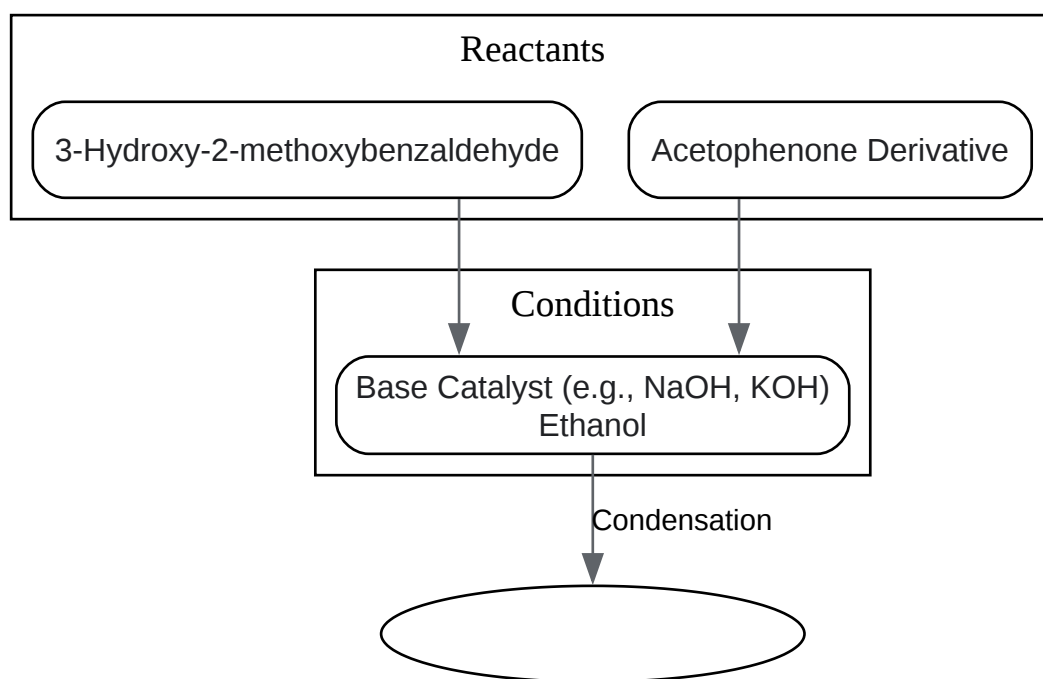 Reactants
3-Hydroxy-2-methoxybenzaldehyde
Acetophenone Derivative
Conditions
Base Catalyst (e.g., NaOH, KOH)
Ethanol
Condensation